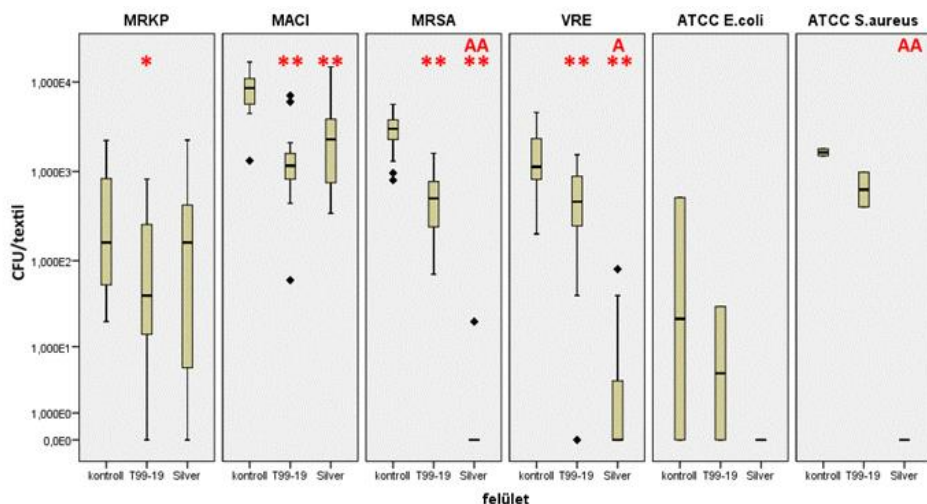 MRKP MACI MRSA VRE ATCC E.coli ATCC S.aureus
AA A AA
* ** ** ** ** ** **
1,000E4
1,000E3
CFU/textil
1,000E2
1,000E1
1,000E0
0,0E0
kontroll T99-19 Silver kontroll T99-19 Silver kontroll T99-19 Silver kontroll T99-19 Silver kontroll T99-19 Silver kontroll T99-19 Silver
felület